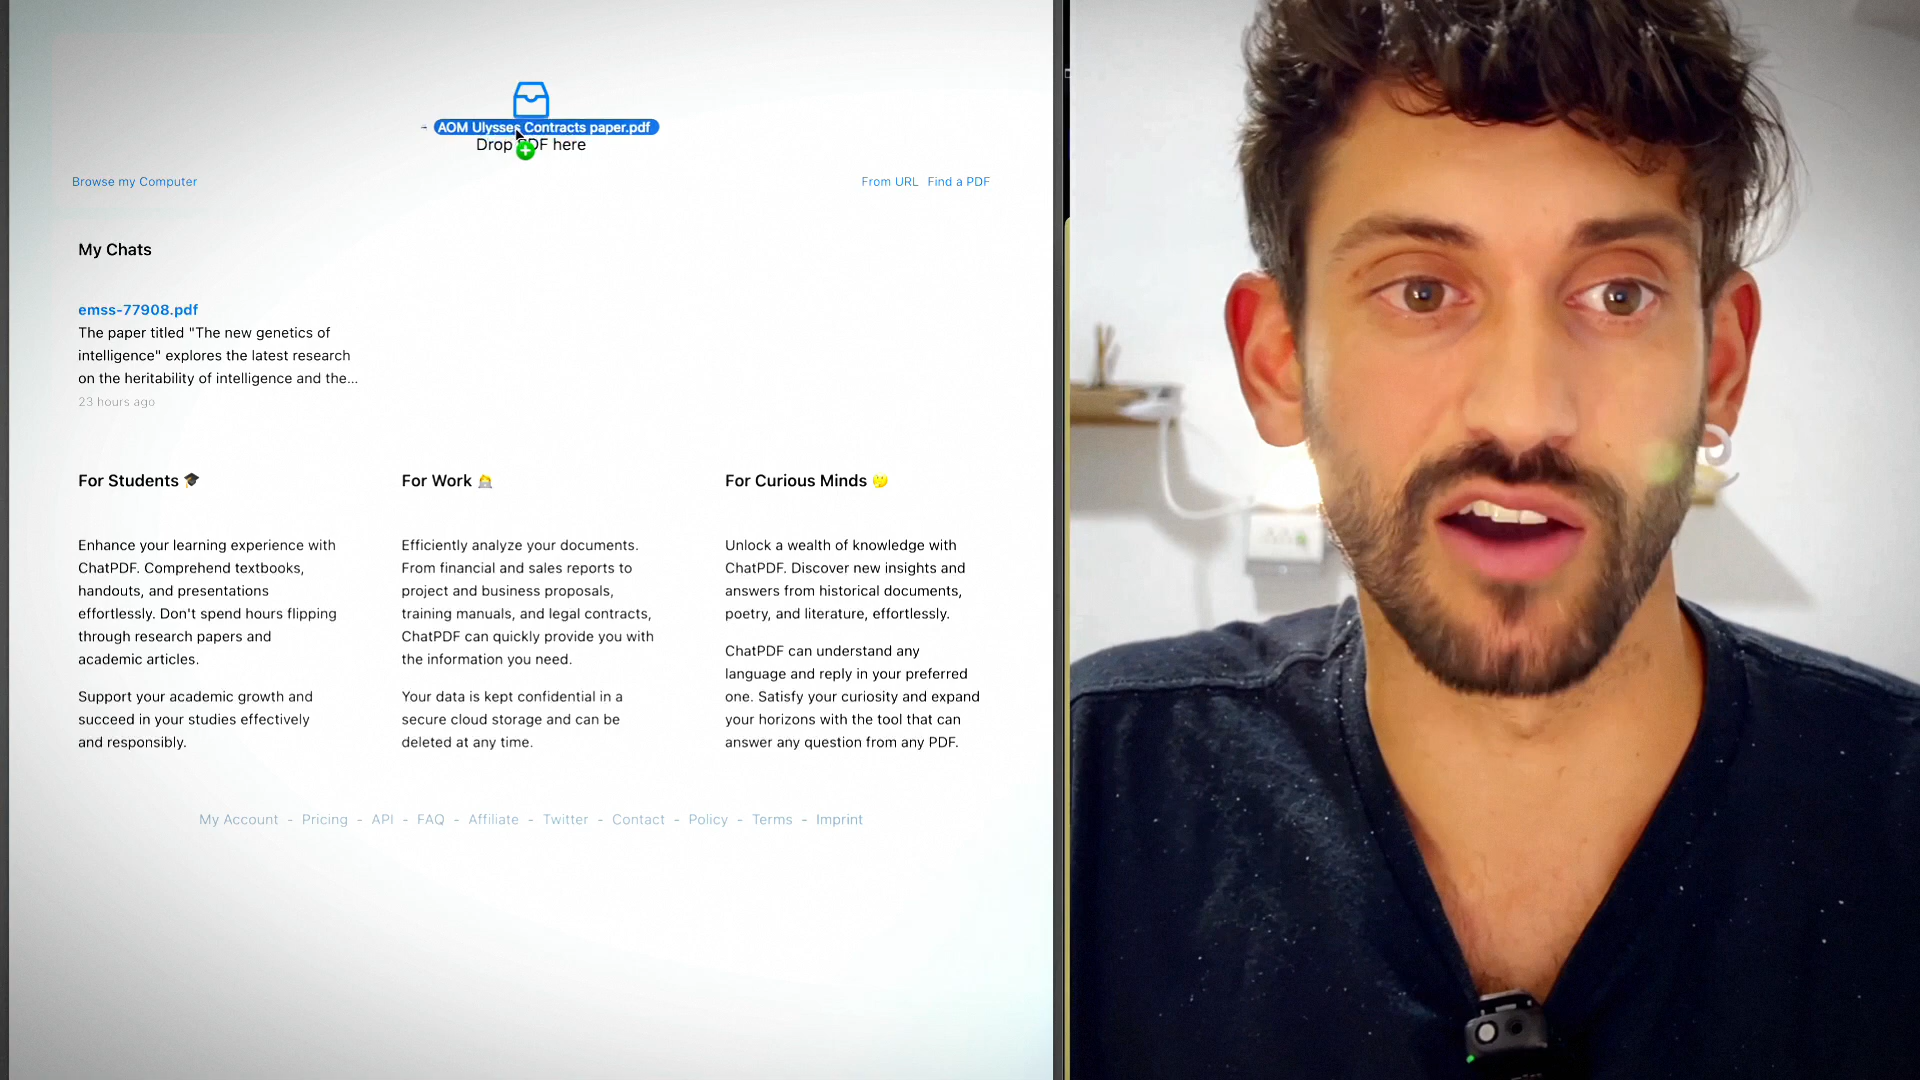 AOM Ulysses Contracts paper.pdf
Drop PDF here
Browse my Computer
From URL Find a PDF
My Chats
emss-77908.pdf
The paper titled "The new genetics of
intelligence" explores the latest research
on the heritability of intelligence and the...
23 hours ago
For Students
Enhance your learning experience with
ChatPDF. Comprehend textbooks,
handouts, and presentations
effortlessly. Don't spend hours flipping
through research papers and
academic articles.
Support your academic growth and
succeed in your studies effectively
and responsibly.
For Work
Efficiently analyze your documents.
From financial and sales reports to
project and business proposals,
training manuals, and legal contracts,
ChatPDF can quickly provide you with
the information you need.
Your data is kept confidential in a
secure cloud storage and can be
deleted at any time.
For Curious Minds
Unlock a wealth of knowledge with
ChatPDF. Discover new insights and
answers from historical documents,
poetry, and literature, effortlessly.
ChatPDF can understand any
language and reply in your preferred
one. Satisfy your curiosity and expand
your horizons with the tool that can
answer any question from any PDF.
My Account - Pricing - API - FAQ - Affiliate - Twitter - Contact - Policy - Terms - Imprint